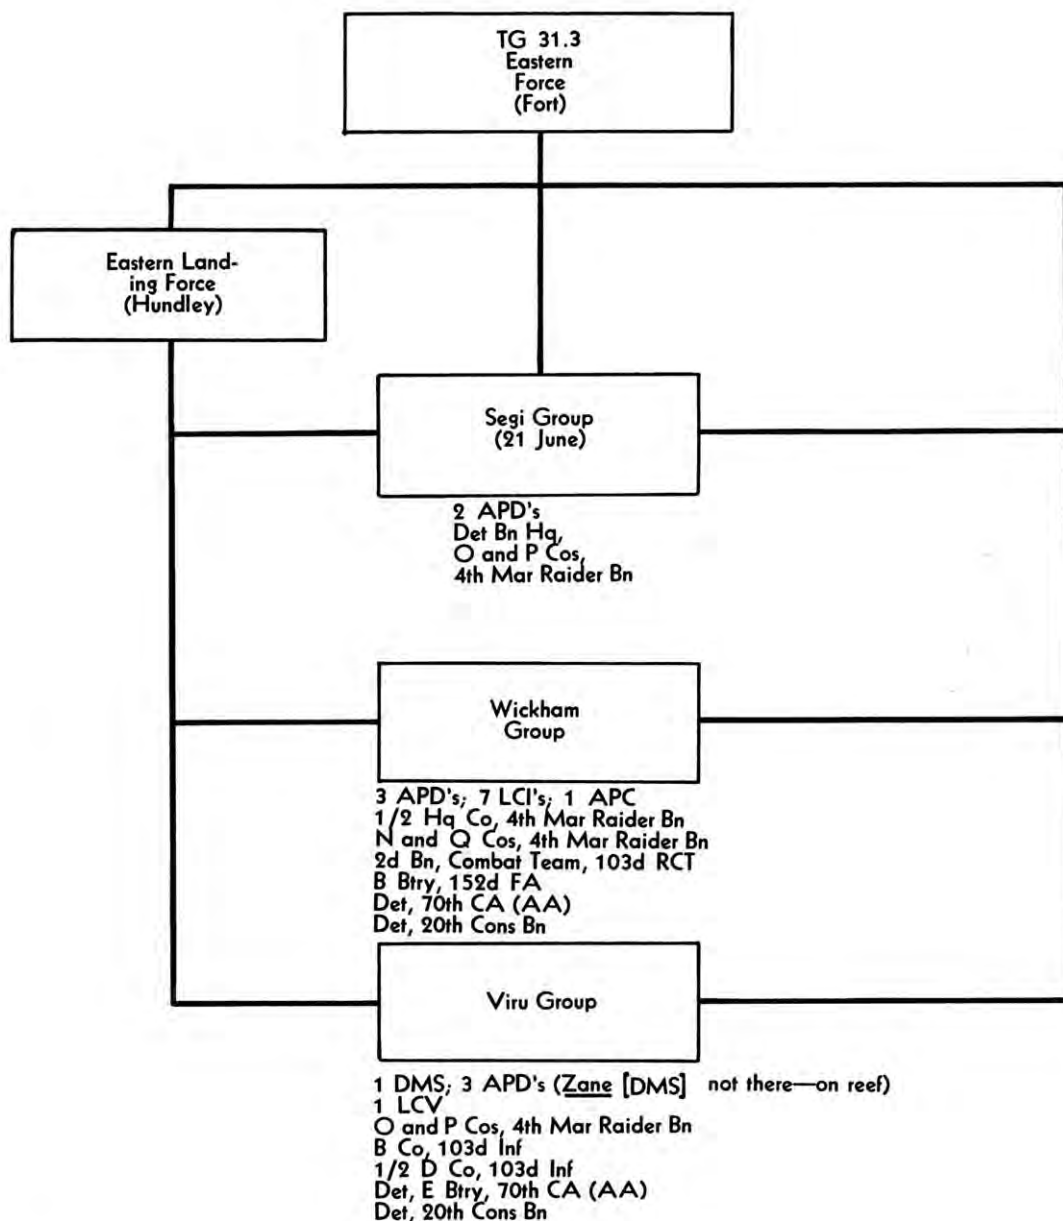 TG 31.3
Eastern
Force
(Fort)
Eastern Land-
ing Force
(Hundley)
Segi Group
(21 June)
2 APD's
Det Bn Hq,
O and P Cos,
4th Mar Raider Bn
Wickham
Group
3 APD's; 7 LCI's; 1 APC
1/2 Hq Co, 4th Mar Raider Bn
N and Q Cos, 4th Mar Raider Bn
2d Bn, Combat Team, 103d RCT
B Btry, 152d FA
Det, 70th CA (AA)
Det, 20th Cons Bn
Viru Group
1 DMS; 3 APD's (Zane [DMS] not there—on reef)
1 LCV
O and P Cos, 4th Mar Raider Bn
B Co, 103d Inf
1/2 D Co, 103d Inf
Det, E Btry, 70th CA (AA)
Det, 20th Cons Bn